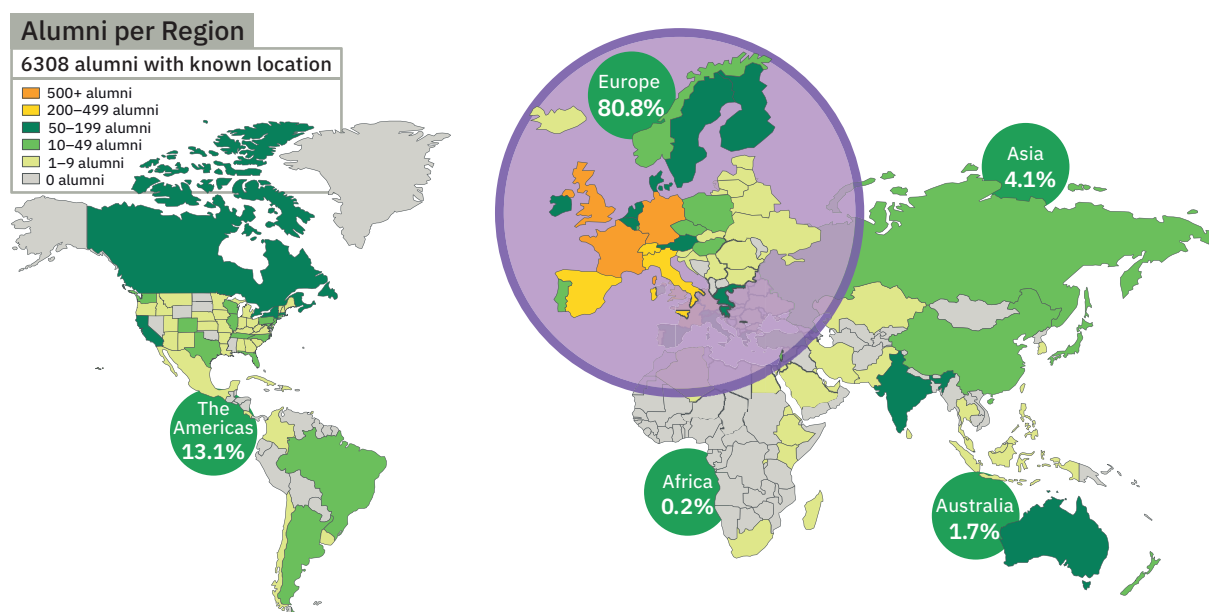 Alumni per Region
6308 alumni with known location
500+ alumni
200–499 alumni
50–199 alumni
10–49 alumni
1–9 alumni
0 alumni
Europe
80.8%
Asia
4.1%
The
Americas
13.1%
Africa
0.2%
Australia
1.7%